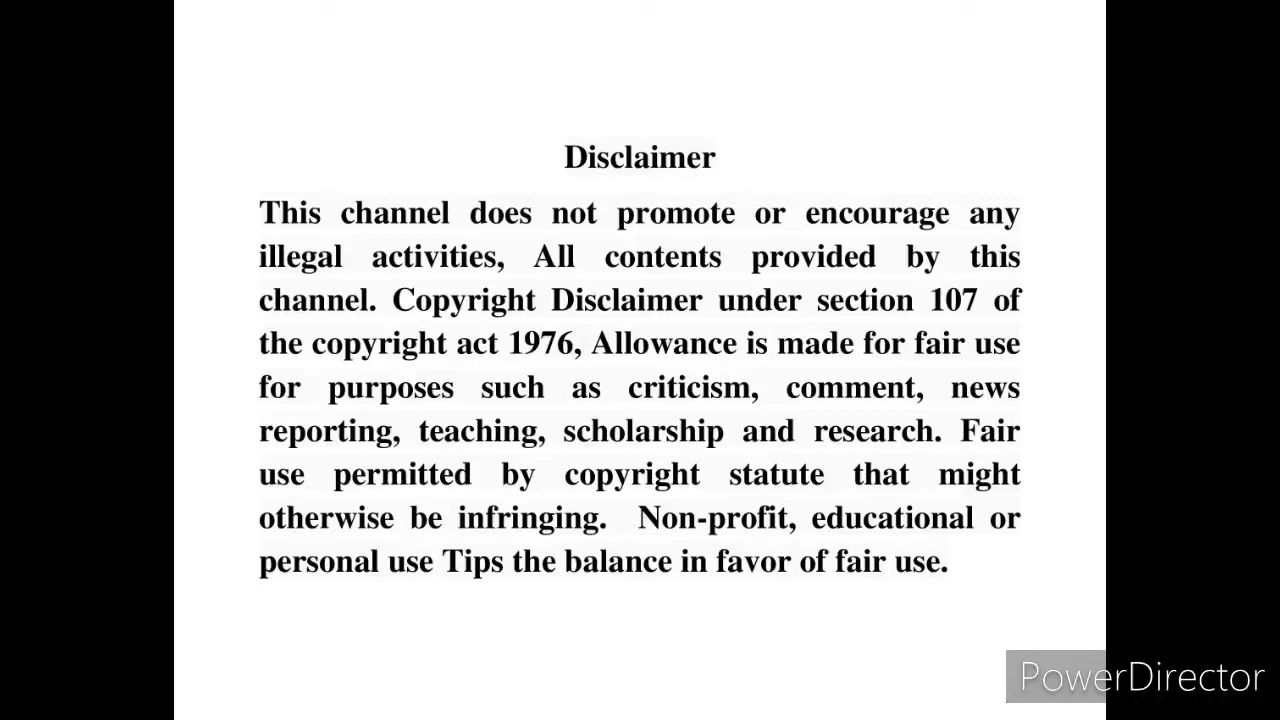 Disclaimer
This channel does not promote or encourage any
illegal activities, All contents provided by this
channel. Copyright Disclaimer under section 107 of
the copyright act 1976, Allowance is made for fair use
for purposes such as criticism, comment, news
reporting, teaching, scholarship and research. Fair
use permitted by copyright statute that might
otherwise be infringing. Non-profit, educational or
personal use Tips the balance in favor of fair use.
PowerDirector